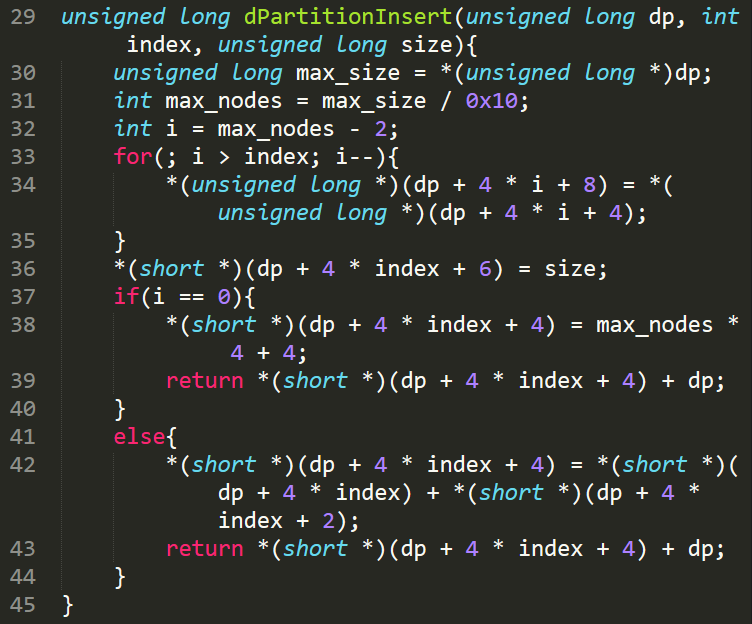 29 unsigned long dPartitionInsert(unsigned long dp, int
index, unsigned long size){
30 unsigned long max_size = *(unsigned long *)dp;
31 int max_nodes = max_size / 0x10;
32 int i = max_nodes - 2;
33 for(; i > index; i--){
34 *(unsigned long *)(dp + 4 * i + 8) = *(
unsigned long *)(dp + 4 * i + 4);
35 }
36 *(short *)(dp + 4 * index + 6) = size;
37 if(i == 0){
38 *(short *)(dp + 4 * index + 4) = max_nodes *
4 + 4;
39 return *(short *)(dp + 4 * index + 4) + dp;
40 }
41 else{
42 *(short *)(dp + 4 * index + 4) = *(short *)(
dp + 4 * index) + *(short *)(dp + 4 *
index + 2);
43 return *(short *)(dp + 4 * index + 4) + dp;
44 }
45 }